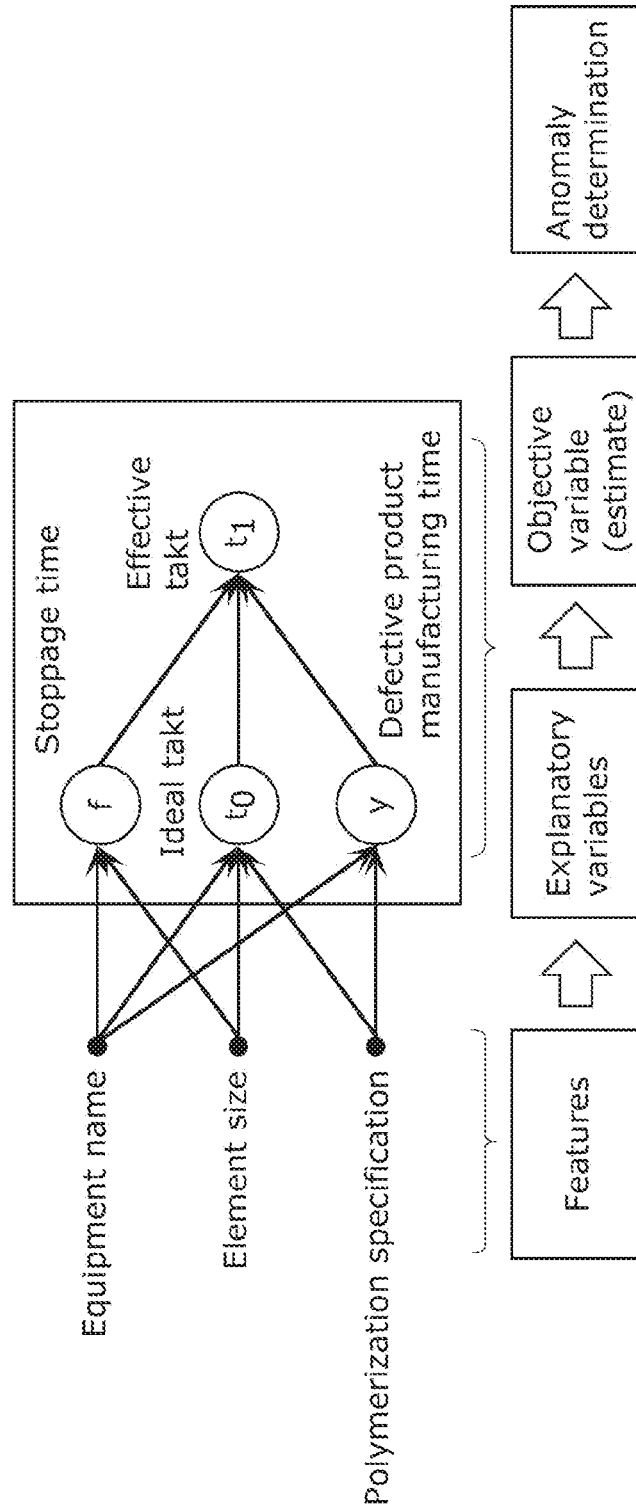 Equipment name
Element size
Polymerization specification
Stoppage time
f
Ideal takt
t0
y
Effective
takt
t1
Defective product
manufacturing time
Features
Explanatory
variables
Objective
variable
(estimate)
Anomaly
determination